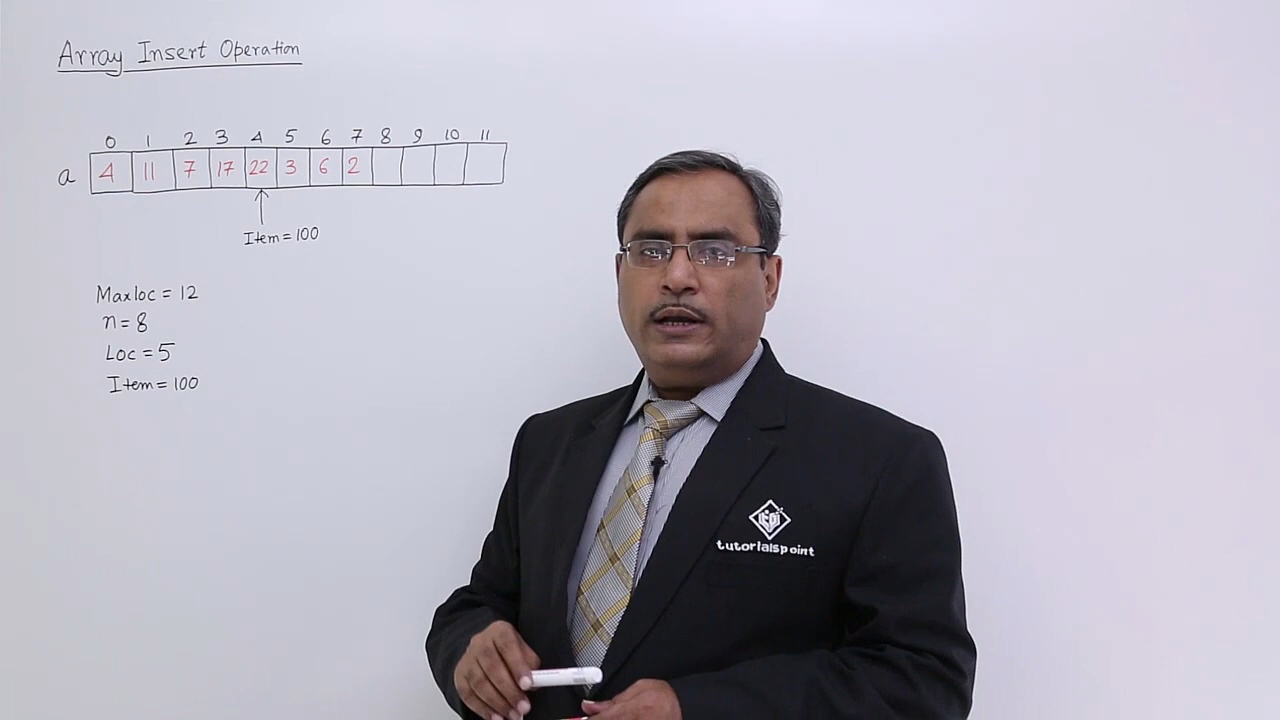 Array Insert Operation
0 1 2 3 4 5 6 7 8 9 10 11
a 4 11 7 17 22 3 6 2
Item = 100
Maxloc = 12
n = 8
Loc = 5
Item = 100
tutorialspoint